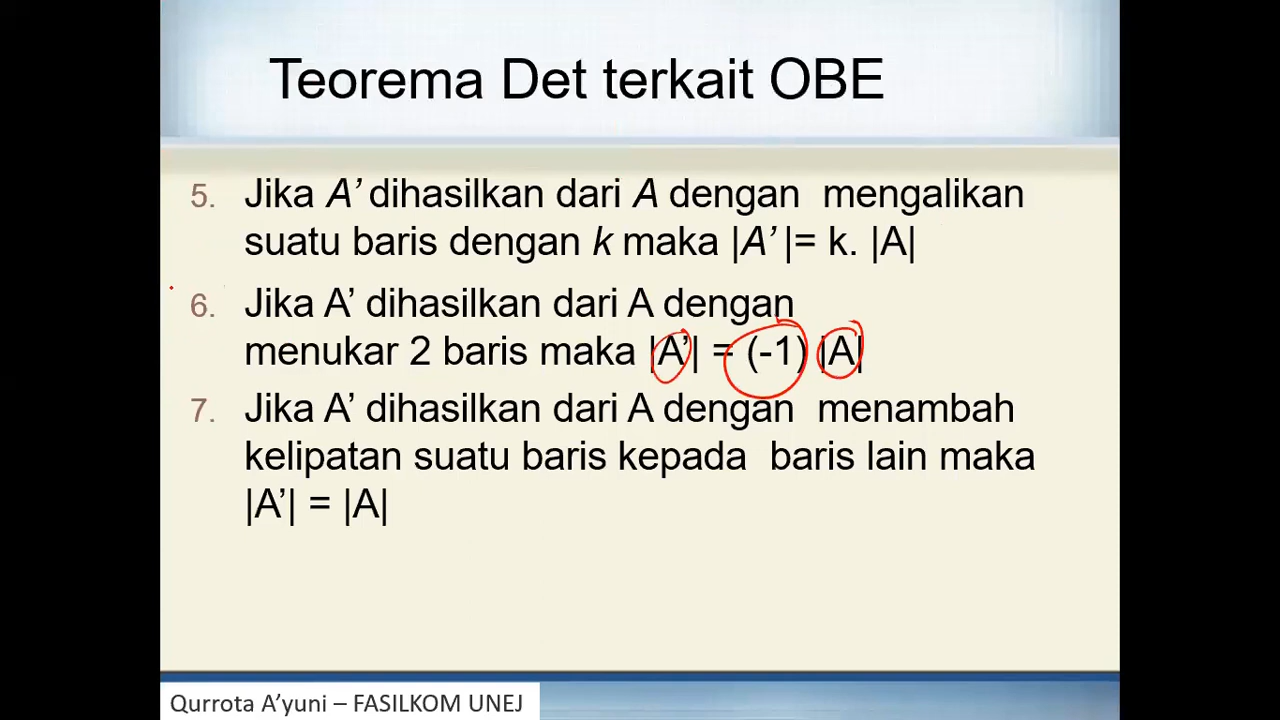 Teorema Det terkait OBE
5. Jika A’ dihasilkan dari A dengan mengalikan
suatu baris dengan k maka |A’ |= k. |A|
6. Jika A’ dihasilkan dari A dengan
menukar 2 baris maka |A’| = (-1) |A|
7. Jika A’ dihasilkan dari A dengan menambah
kelipatan suatu baris kepada baris lain maka
|A’| = |A|
Qurrota A’yuni – FASILKOM UNEJ